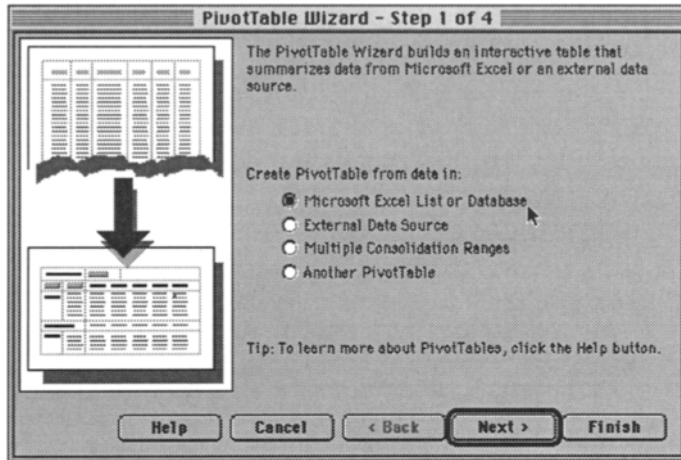 PivotTable Wizard - Step 1 of 4
The PivotTable Wizard builds an interactive table that
summarizes data from Microsoft Excel or an external data
source.
Create PivotTable from data in:
Microsoft Excel List or Database
External Data Source
Multiple Consolidation Ranges
Another PivotTable
Tip: To learn more about PivotTables, click the Help button.
Help
Cancel
< Back
Next >
Finish